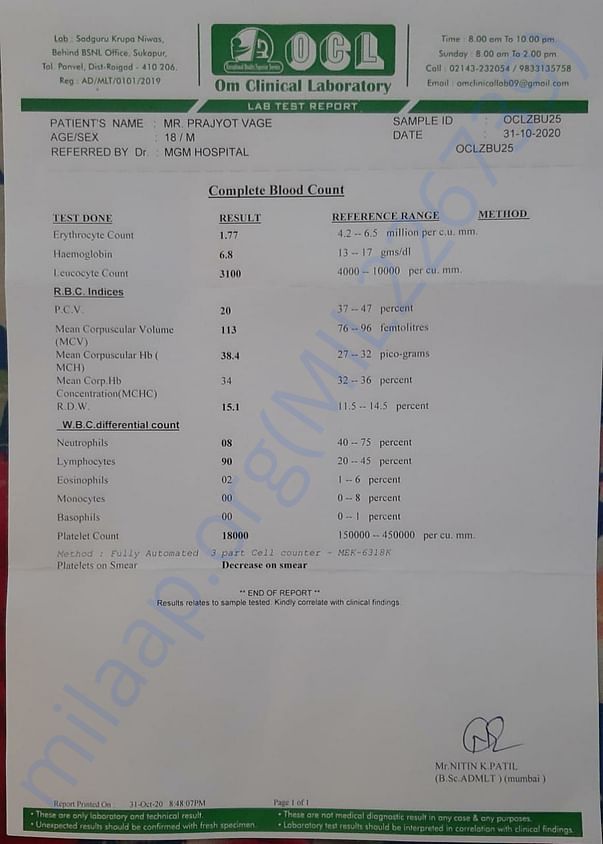 Lab : Sadguru Krupa Niwas,
Behind BSNL Office, Sukapur,
Tal. Panvel, Dist-Raigad - 410 206.
Reg : AD/MLT/0101/2019
OCL
Exceptional Quality Superior Service
Om Clinical Laboratory
Time : 8.00 am To 10.00 pm.
Sunday : 8.00 am To 2.00 pm.
Call : 02143-232054 / 9833135758
Email : omclinicallab09@gmail.com
LAB TEST REPORT
PATIENT'S NAME : MR. PRAJYOT VAGE SAMPLE ID : OCLZBU25
AGE/SEX : 18 / M DATE : 31-10-2020
REFERRED BY Dr. : MGM HOSPITAL OCLZBU25
Complete Blood Count
TEST DONE RESULT REFERENCE RANGE METHOD
Erythrocyte Count 1.77 4.2 -- 6.5 million per c.u. mm.
Haemoglobin 6.8 13 -- 17 gms/dl
Leucocyte Count 3100 4000 -- 10000 per cu. mm.
R.B.C. Indices
P.C.V. 20 37 -- 47 percent
Mean Corpuscular Volume 113 76 -- 96 femtolitres
(MCV)
Mean Corpuscular Hb ( 38.4 27 -- 32 pico-grams
MCH)
Mean Corp.Hb 34 32 -- 36 percent
Concentration(MCHC)
R.D.W. 15.1 11.5 -- 14.5 percent
W.B.C.differential count
Neutrophils 08 40 -- 75 percent
Lymphocytes 90 20 -- 45 percent
Eosinophils 02 1 -- 6 percent
Monocytes 00 0 -- 8 percent
Basophils 00 0 -- 1 percent
Platelet Count 18000 150000 -- 450000 per cu. mm.
Method : Fully Automated 3 part Cell counter - MEK-6318K
Platelets on Smear Decrease on smear
** END OF REPORT **
Results relates to sample tested. Kindly correlate with clinical findings.
Mr.NITIN K.PATIL
(B.Sc.ADMLT ) (mumbai )
Report Printed On : 31-Oct-20 8:48:07PM Page 1 of 1
• These are only laboratory and technical result. • These are not medical diagnostic result in any case & any purposes.
• Unexpected results should be confirmed with fresh specimen. • Laboratory test results should be interpreted in correlation with clinical findings.